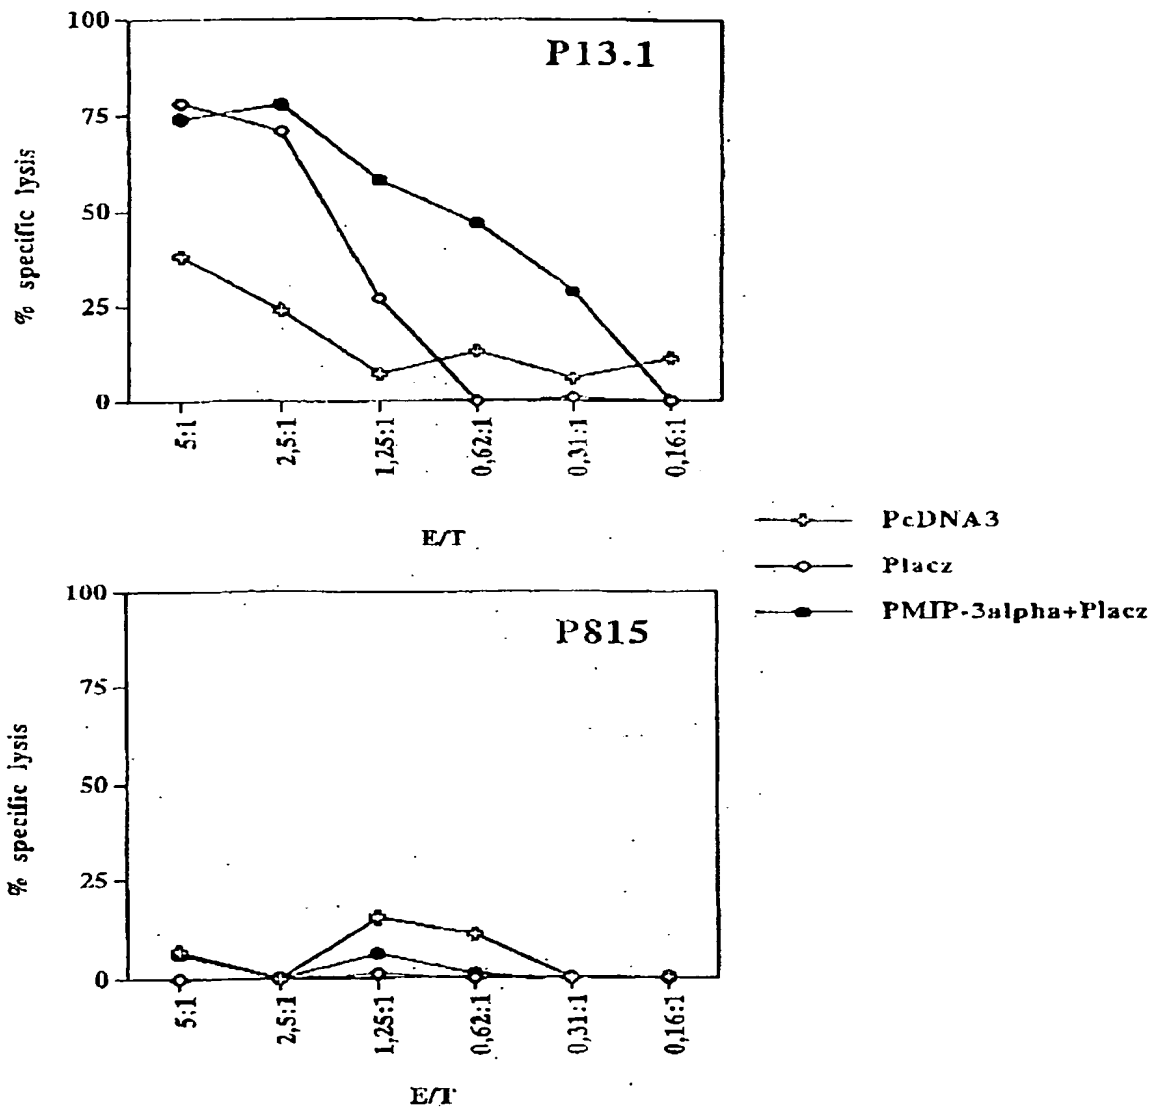 100
P13.1
75
50
25
0
% specific lysis
5:1
2,5:1
1,25:1
0,62:1
0,31:1
0,16:1
E/T
PcDNA3
Placz
PMIP-3alpha+Placz
100
P815
75
50
25
0
% specific lysis
5:1
2,5:1
1,25:1
0,62:1
0,31:1
0,16:1
E/T